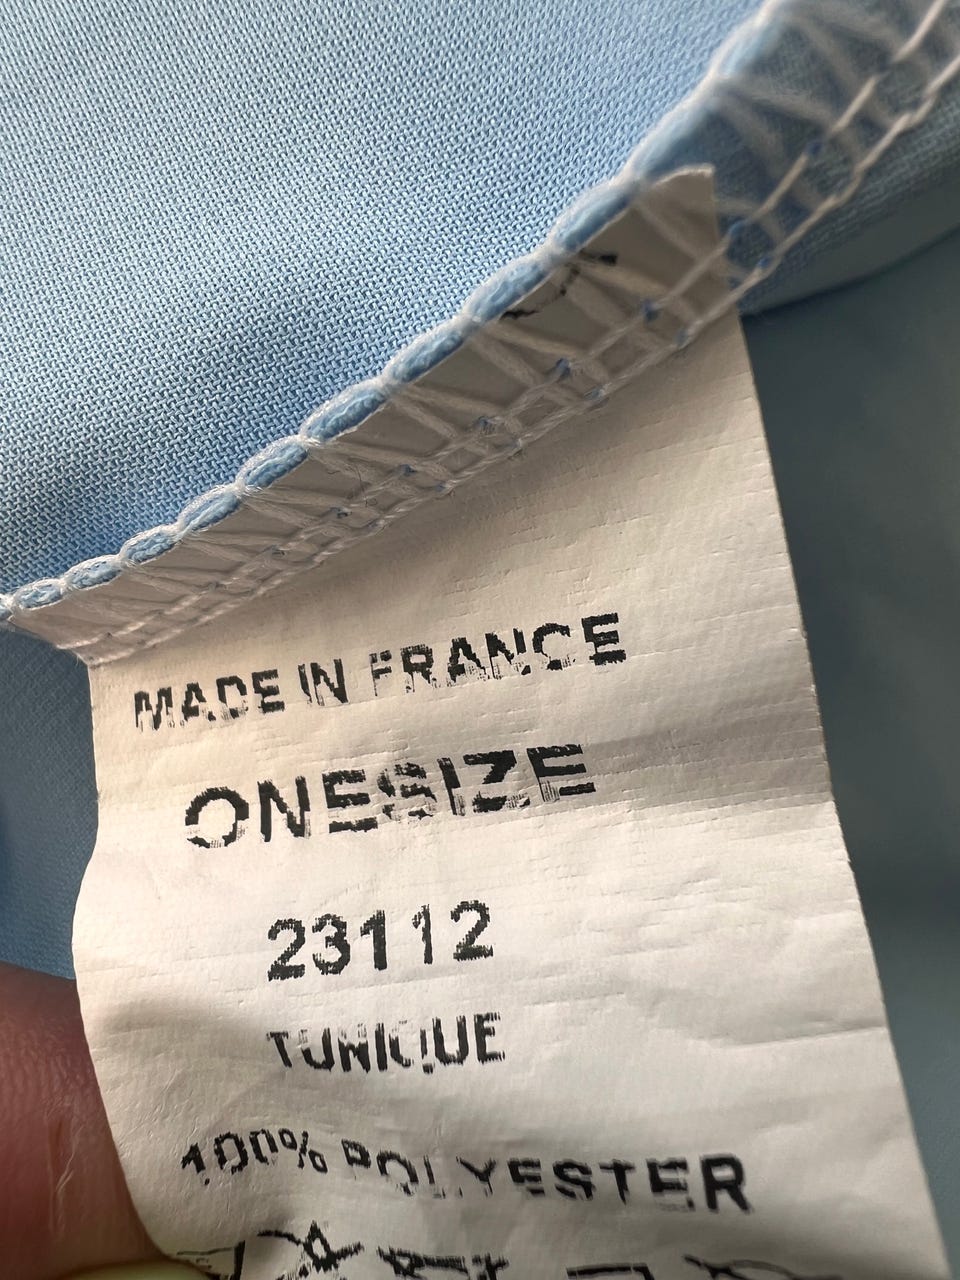 MADE IN FRANCE
ONESIZE
23112
TUNIQUE
100% POLYESTER